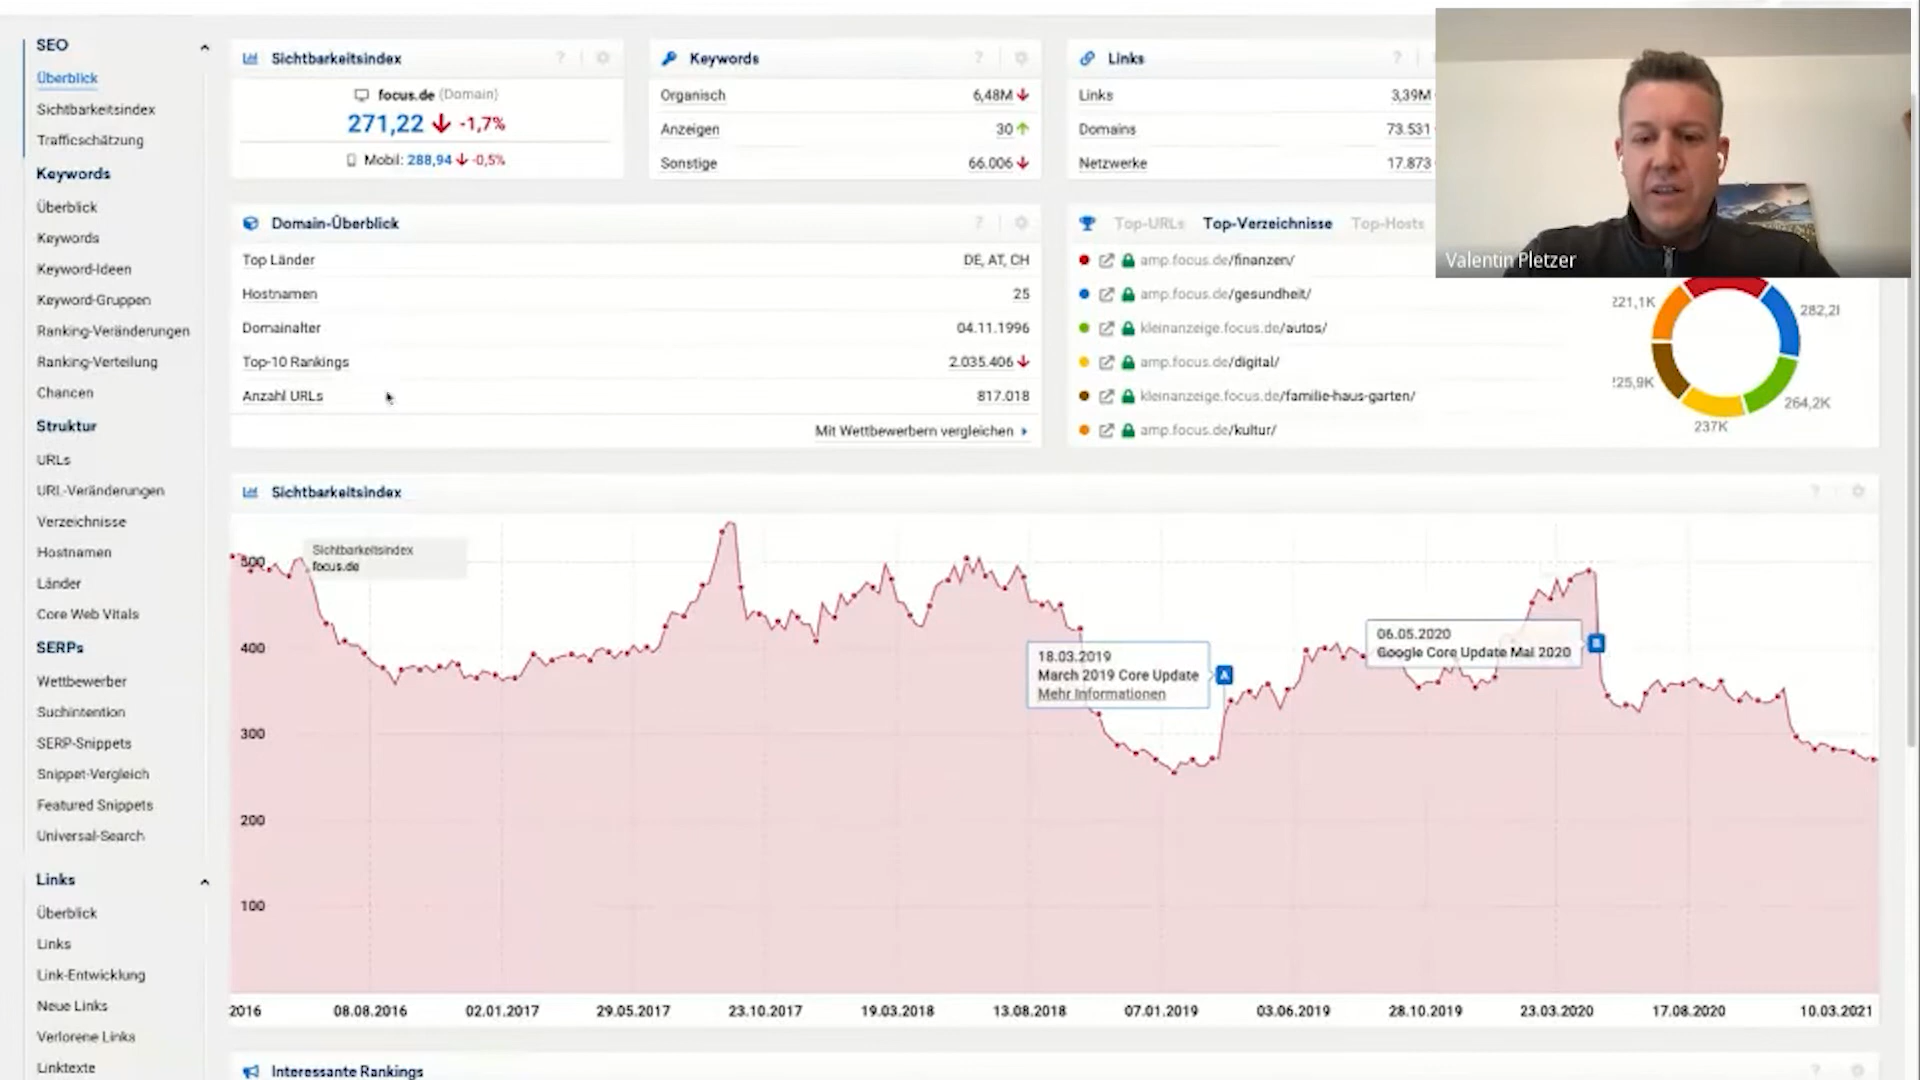 SEO
Überblick
Sichtbarkeitsindex
Trafficschätzung
Keywords
Überblick
Keywords
Keyword-Ideen
Keyword-Gruppen
Ranking-Veränderungen
Ranking-Verteilung
Chancen
Struktur
URLs
URL-Veränderungen
Verzeichnisse
Hostnamen
Länder
Core Web Vitals
SERPs
Wettbewerber
Suchintention
SERP-Snippets
Snippet-Vergleich
Featured Snippets
Universal-Search
Links
Überblick
Links
Link-Entwicklung
Neue Links
Verlorene Links
Linktexte
Sichtbarkeitsindex ?
focus.de (Domain)
271,22 -1,7%
Mobil: 288,94 -0,5%
Keywords ?
Organisch 6,48M
Anzeigen 30
Sonstige 66.006
Links ?
Links 3,39M
Domains 73.531
Netzwerke 17.873
Valentin Pletzer
Domain-Überblick ?
Top Länder DE, AT, CH
Hostnamen 25
Domainalter 04.11.1996
Top-10 Rankings 2.035.406
Anzahl URLs 817.018
Mit Wettbewerbern vergleichen
Top-URLs Top-Verzeichnisse Top-Hosts
amp.focus.de/finanzen/
amp.focus.de/gesundheit/
kleinanzeige.focus.de/autos/
amp.focus.de/digital/
kleinanzeige.focus.de/familie-haus-garten/
amp.focus.de/kultur/
221,1K
282,2
264,2K
237K
25,9K
Sichtbarkeitsindex ?
Sichtbarkeitsindex
focus.de
500
400
300
200
100
18.03.2019
March 2019 Core Update
Mehr Informationen
A
06.05.2020
Google Core Update Mai 2020
B
2016 08.08.2016 02.01.2017 29.05.2017 23.10.2017 19.03.2018 13.08.2018 07.01.2019 03.06.2019 28.10.2019 23.03.2020 17.08.2020 10.03.2021
Interessante Rankings ?